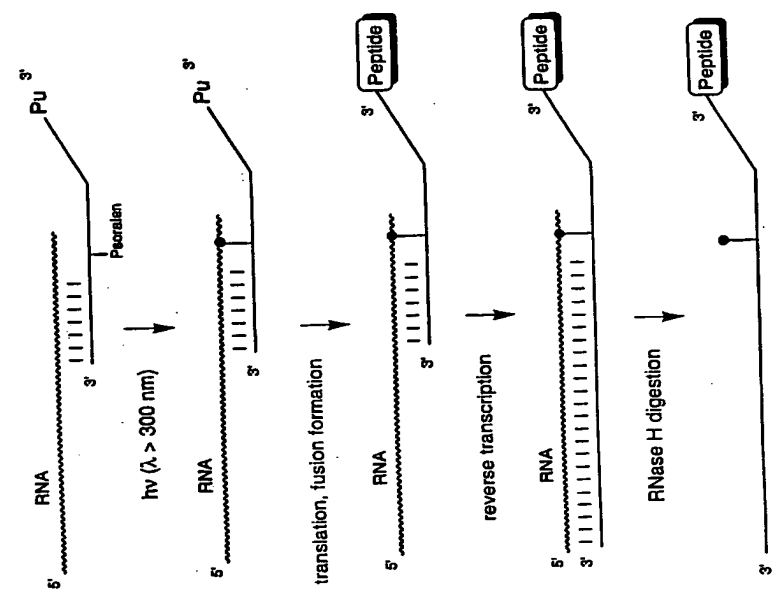 Pu 3'
RNA
5'
Psoralen
3'
hν (λ > 300 nm)
Pu 3'
RNA
5'
3'
translation, fusion formation
Peptide
3'
RNA
5'
3'
reverse transcription
Peptide
3'
RNA
5'
3'
RNase H digestion
Peptide
3'
3'